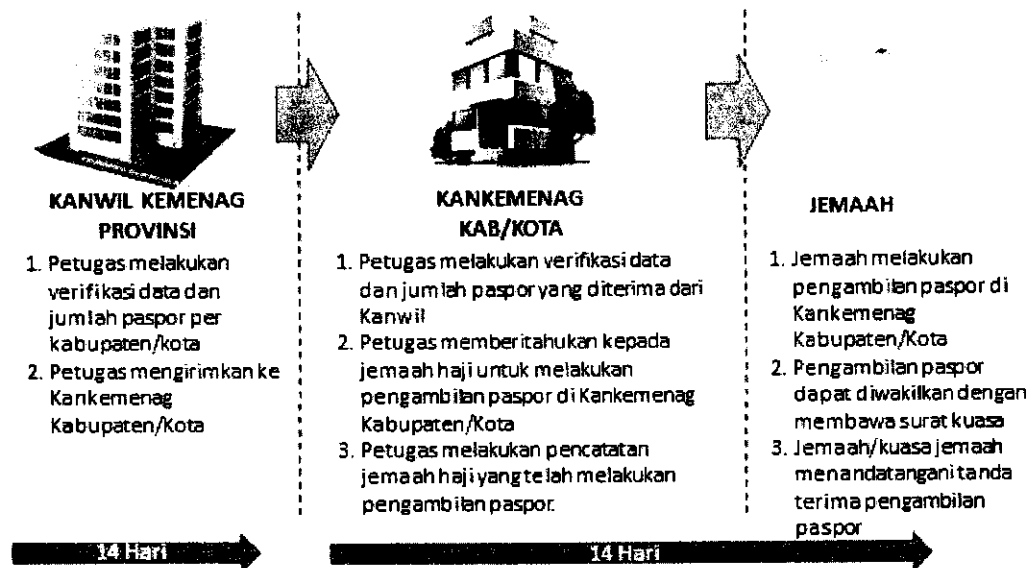 KANWIL KEMENAG
PROVINSI
1. Petugas melakukan
verifikasi data dan
jumlah paspor per
kabupaten/kota
2. Petugas mengirimkan ke
Kankemenag
Kabupaten/Kota
KANKEMENAG
KAB/KOTA
1. Petugas melakukan verifikasi data
dan jumlah paspor yang diterima dari
Kanwil
2. Petugas memberitahukan kepada
jemaah haji untuk melakukan
pengambilan paspor di Kankemenag
Kabupaten/Kota
3. Petugas melakukan pencatatan
jemaah haji yang telah melakukan
pengambilan paspor.
JEMAAH
1. Jemaah melakukan
pengambilan paspor di
Kankemenag
Kabupaten/Kota
2. Pengambilan paspor
dapat diwakilkan dengan
membawa surat kuasa
3. Jemaah/kuasa jemaah
menandatangani tanda
terima pengambilan
paspor
14 Hari
14 Hari